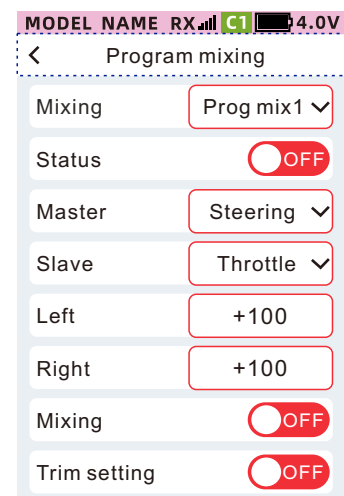 MODEL NAME RX C1 4.0V
Program mixing
Mixing Prog mix1
Status OFF
Master Steering
Slave Throttle
Left +100
Right +100
Mixing OFF
Trim setting OFF